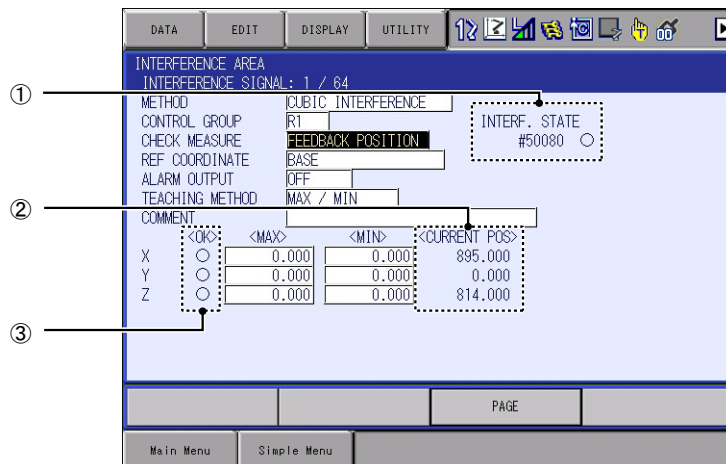 DATA EDIT DISPLAY UTILITY
INTERFERENCE AREA
INTERFERENCE SIGNAL: 1 / 64
①
METHOD CUBIC INTERFERENCE
CONTROL GROUP R1 INTERF. STATE
CHECK MEASURE FEEDBACK POSITION #50080
REF COORDINATE BASE
ALARM OUTPUT OFF
TEACHING METHOD MAX / MIN
②
COMMENT
<OK> <MAX> <MIN> <CURRENT POS>
X 0.000 0.000 895.000
Y 0.000 0.000 0.000
Z 0.000 0.000 814.000
③
PAGE
Main Menu Simple Menu